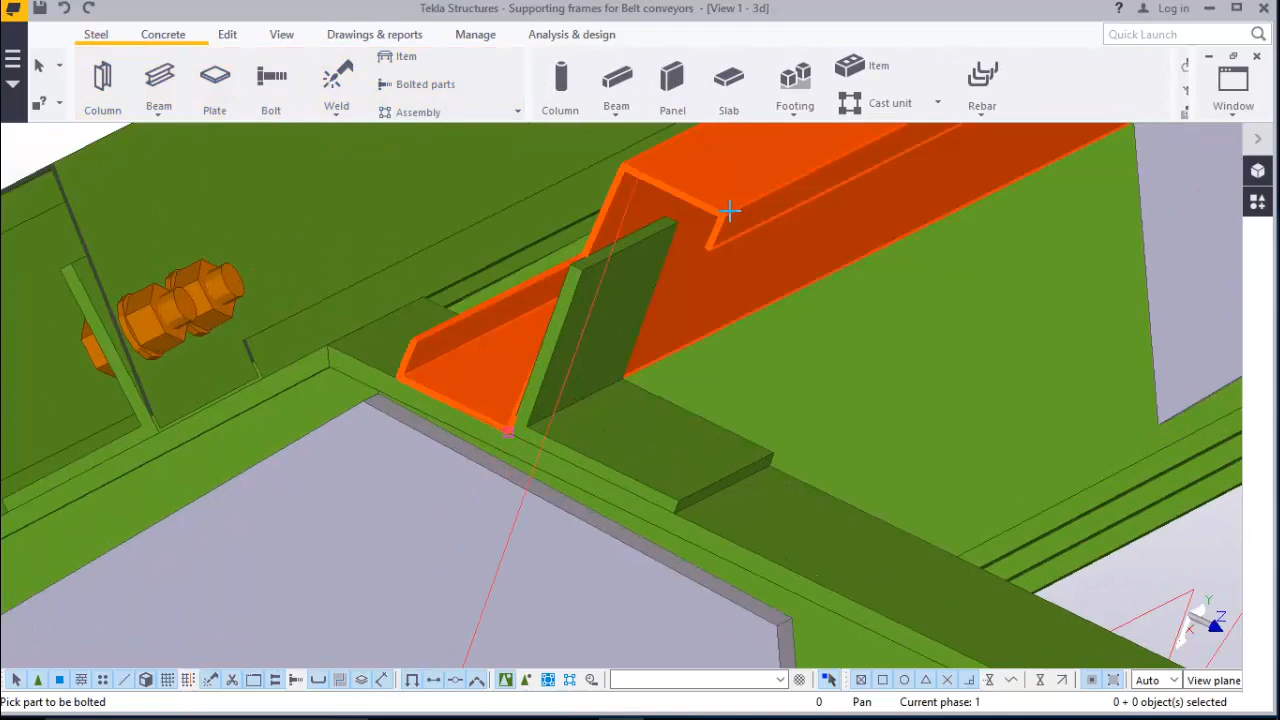 Tekla Structures - Supporting frames for Belt conveyors - [View 1 - 3d]
? Log in
Steel Concrete Edit View Drawings & reports Manage Analysis & design
Quick Launch
Item
Item
Bolted parts
Column Beam Plate Bolt Weld
Assembly
Column Beam Panel Slab Footing
Cast unit
Rebar
Window
Y
Z
X
Auto
View plane
Pick part to be bolted
0
Pan
Current phase: 1
0 + 0 object(s) selected